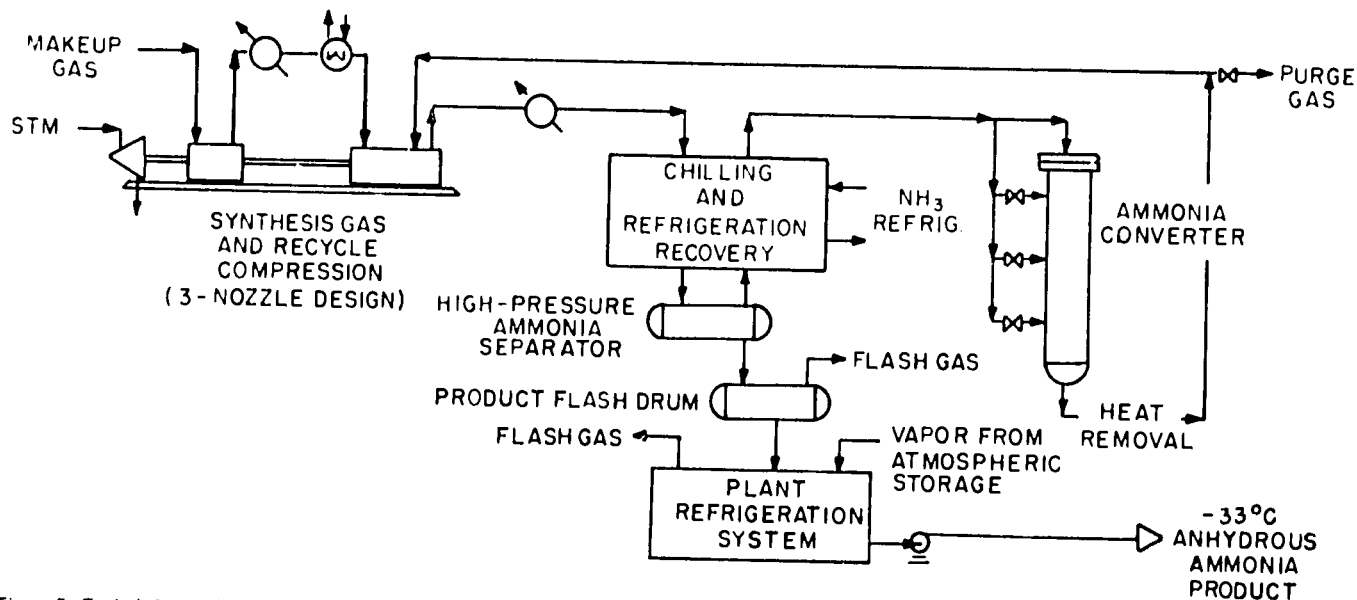 MAKEUP
GAS
STM
SYNTHESIS GAS
AND RECYCLE
COMPRESSION
(3-NOZZLE DESIGN)
PURGE
GAS
CHILLING
AND
REFRIGERATION
RECOVERY
NH3
REFRIG.
AMMONIA
CONVERTER
HIGH-PRESSURE
AMMONIA
SEPARATOR
FLASH GAS
PRODUCT FLASH DRUM
HEAT
REMOVAL
FLASH GAS
VAPOR FROM
ATMOSPHERIC
STORAGE
PLANT
REFRIGERATION
SYSTEM
-33°C
ANHYDROUS
AMMONIA
PRODUCT